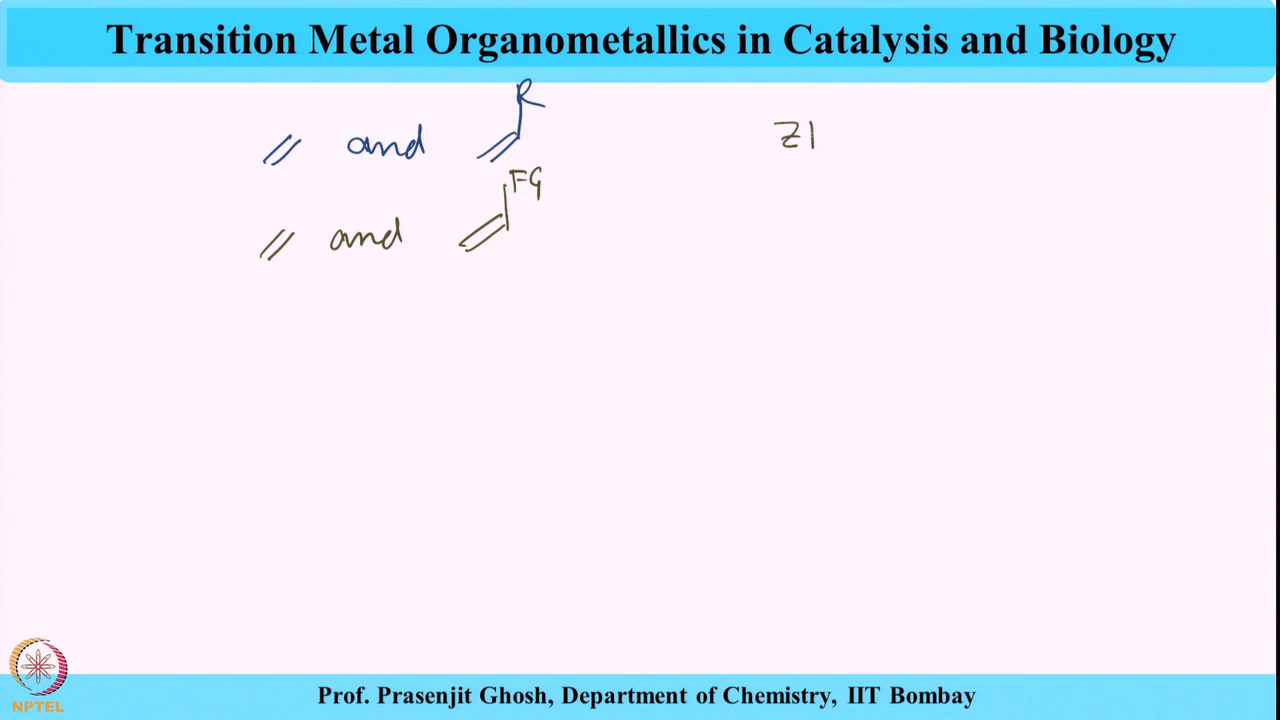 Transition Metal Organometallics in Catalysis and Biology
R
and
FG
and
Z
NPTEL
Prof. Prasenjit Ghosh, Department of Chemistry, IIT Bombay